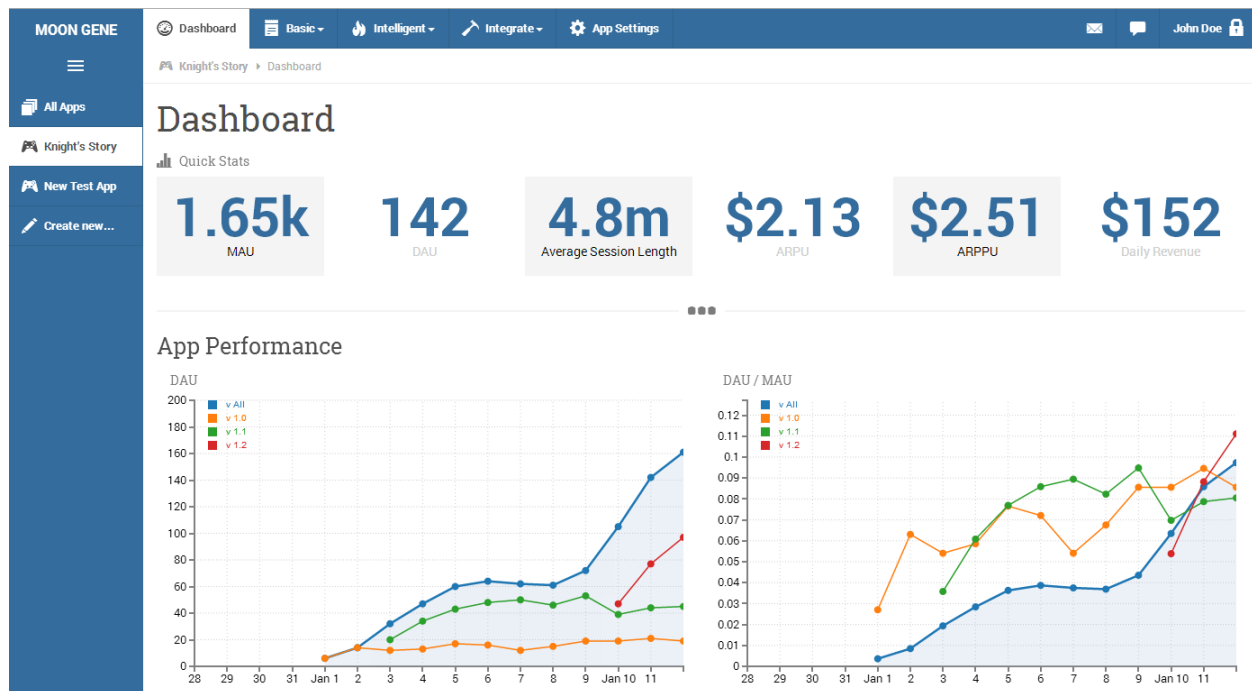 MOON GENE
Dashboard Basic Intelligent Integrate App Settings John Doe
Knight's Story Dashboard
All Apps
Knight's Story
New Test App
Create new...
Dashboard
Quick Stats
1.65k 142 4.8m $2.13 $2.51 $152
MAU DAU Average Session Length ARPU ARPPU Daily Revenue
App Performance
DAU
v All
v 1.0
v 1.1
v 1.2
200
180
160
140
120
100
80
60
40
20
0
28 29 30 31 Jan 1 2 3 4 5 6 7 8 9 Jan 10 11
DAU / MAU
v All
v 1.0
v 1.1
v 1.2
0.12
0.11
0.1
0.09
0.08
0.07
0.06
0.05
0.04
0.03
0.02
0.01
0
28 29 30 31 Jan 1 2 3 4 5 6 7 8 9 Jan 10 11